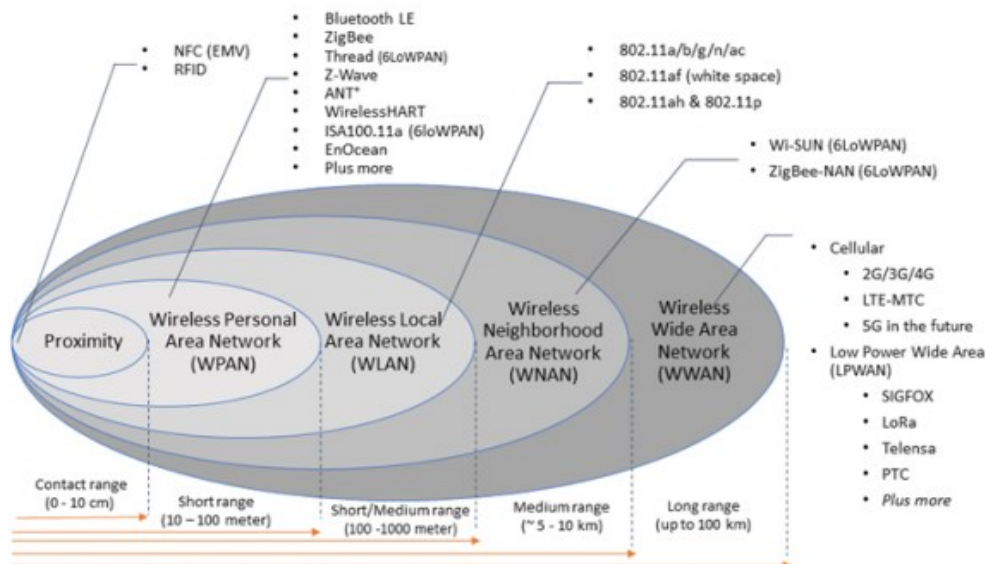 • NFC (EMV)
• RFID
• Bluetooth LE
• ZigBee
• Thread (6LoWPAN)
• Z-Wave
• ANT+
• WirelessHART
• ISA100.11a (6loWPAN)
• EnOcean
• Plus more
• 802.11a/b/g/n/ac
• 802.11af (white space)
• 802.11ah & 802.11p
• Wi-SUN (6LoWPAN)
• ZigBee-NAN (6LoWPAN)
• Cellular
• 2G/3G/4G
• LTE-MTC
• 5G in the future
• Low Power Wide Area
(LPWAN)
• SIGFOX
• LoRa
• Telensa
• PTC
• Plus more
Proximity
Wireless Personal
Area Network
(WPAN)
Wireless Local
Area Network
(WLAN)
Wireless
Neighborhood
Area Network
(WNAN)
Wireless
Wide Area
Network
(WWAN)
Contact range
(0 - 10 cm)
Short range
(10 – 100 meter)
Short/Medium range
(100 -1000 meter)
Medium range
(~ 5 - 10 km)
Long range
(up to 100 km)